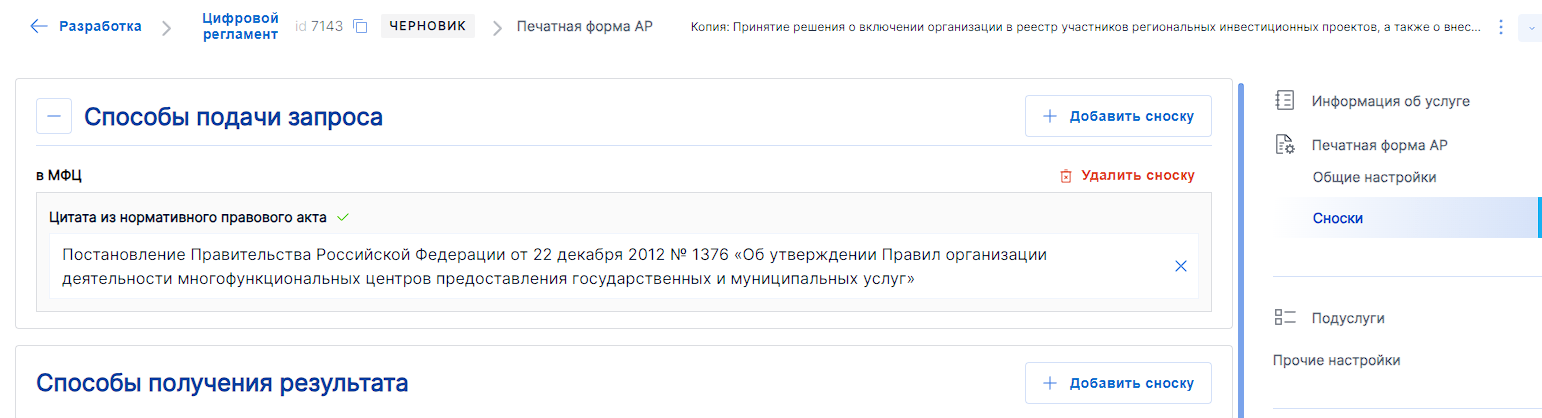 Разработка
Цифровой
регламент
id 7143
ЧЕРНОВИК
Печатная форма АР
Копия: Принятие решения о включении организации в реестр участников региональных инвестиционных проектов, а также о внес...
Способы подачи запроса
Добавить сноску
в МФЦ
Удалить сноску
Цитата из нормативного правового акта
Постановление Правительства Российской Федерации от 22 декабря 2012 № 1376 «Об утверждении Правил организации
деятельности многофункциональных центров предоставления государственных и муниципальных услуг»
Способы получения результата
Добавить сноску
Информация об услуге
Печатная форма АР
Общие настройки
Сноски
Подуслуги
Прочие настройки